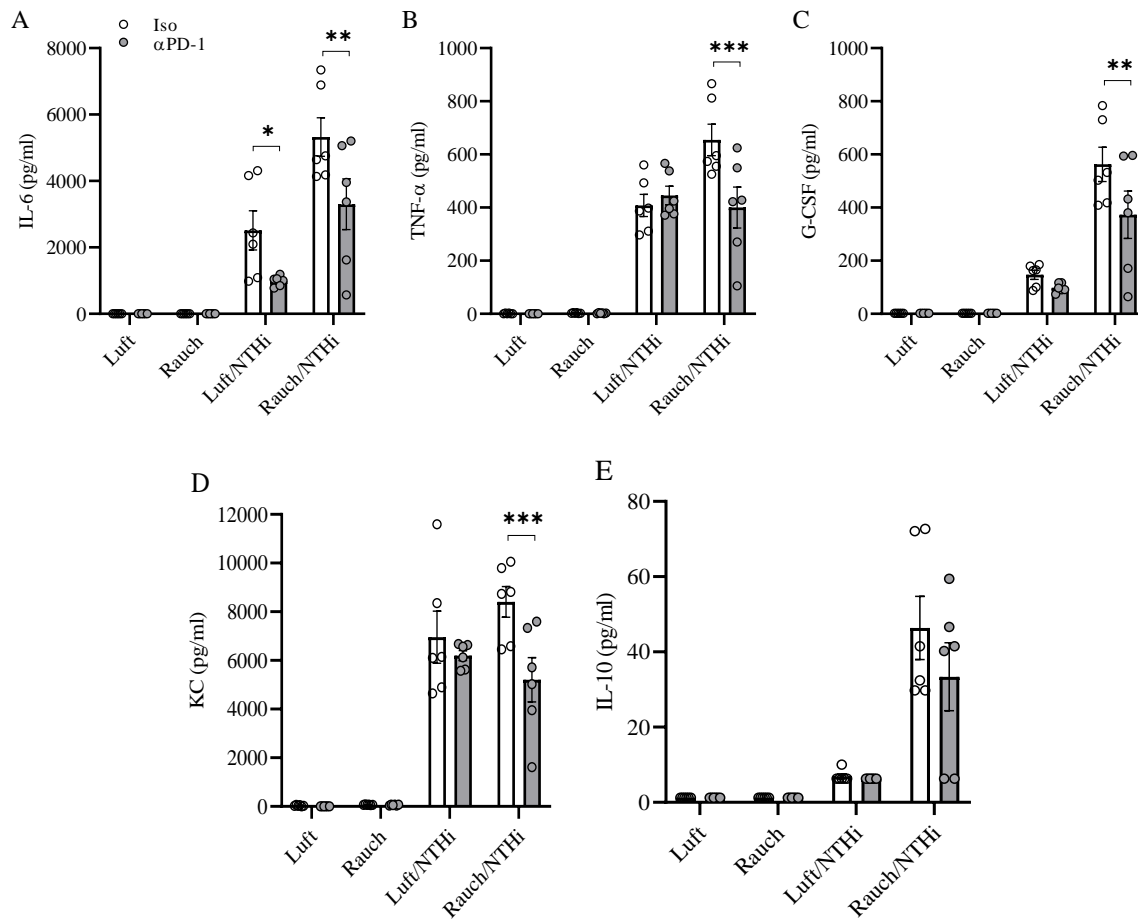 A
Iso
αPD-1
IL-6 (pg/ml)
8000
6000
4000
2000
0
*
**
Luft
Rauch
Luft/NTHi
Rauch/NTHi
B
TNF-α (pg/ml)
1000
800
600
400
200
0
***
Luft
Rauch
Luft/NTHi
Rauch/NTHi
C
G-CSF (pg/ml)
1000
800
600
400
200
0
**
Luft
Rauch
Luft/NTHi
Rauch/NTHi
D
KC (pg/ml)
12000
10000
8000
6000
4000
2000
0
***
Luft
Rauch
Luft/NTHi
Rauch/NTHi
E
IL-10 (pg/ml)
80
60
40
20
0
Luft
Rauch
Luft/NTHi
Rauch/NTHi